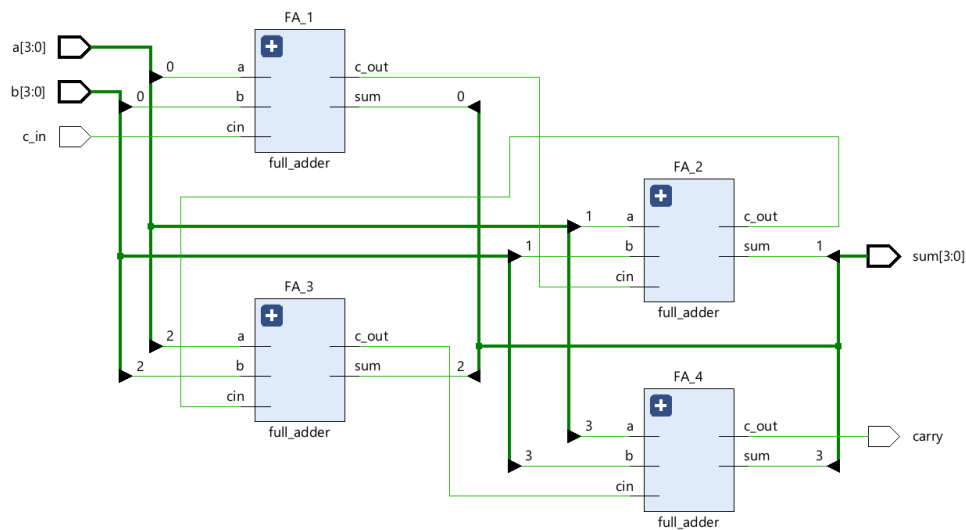 FA_1
a[3:0]
0 a c_out
b[3:0]
0 b sum 0
c_in cin
full_adder
FA_2
1 a c_out
1 b sum 1 sum[3:0]
cin
full_adder
FA_3
2 a c_out
2 b sum 2
cin
full_adder
FA_4
3 a c_out carry
3 b sum 3
cin
full_adder